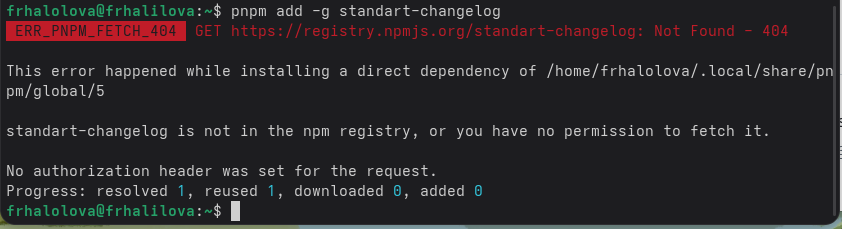 frhalolova@frhalilova:~$ pnpm add -g standart-changelog
ERR_PNPM_FETCH_404 GET https://registry.npmjs.org/standart-changelog: Not Found - 404
This error happened while installing a direct dependency of /home/frhalolova/.local/share/pn
pm/global/5
standart-changelog is not in the npm registry, or you have no permission to fetch it.
No authorization header was set for the request.
Progress: resolved 1, reused 1, downloaded 0, added 0
frhalolova@frhalilova:~$